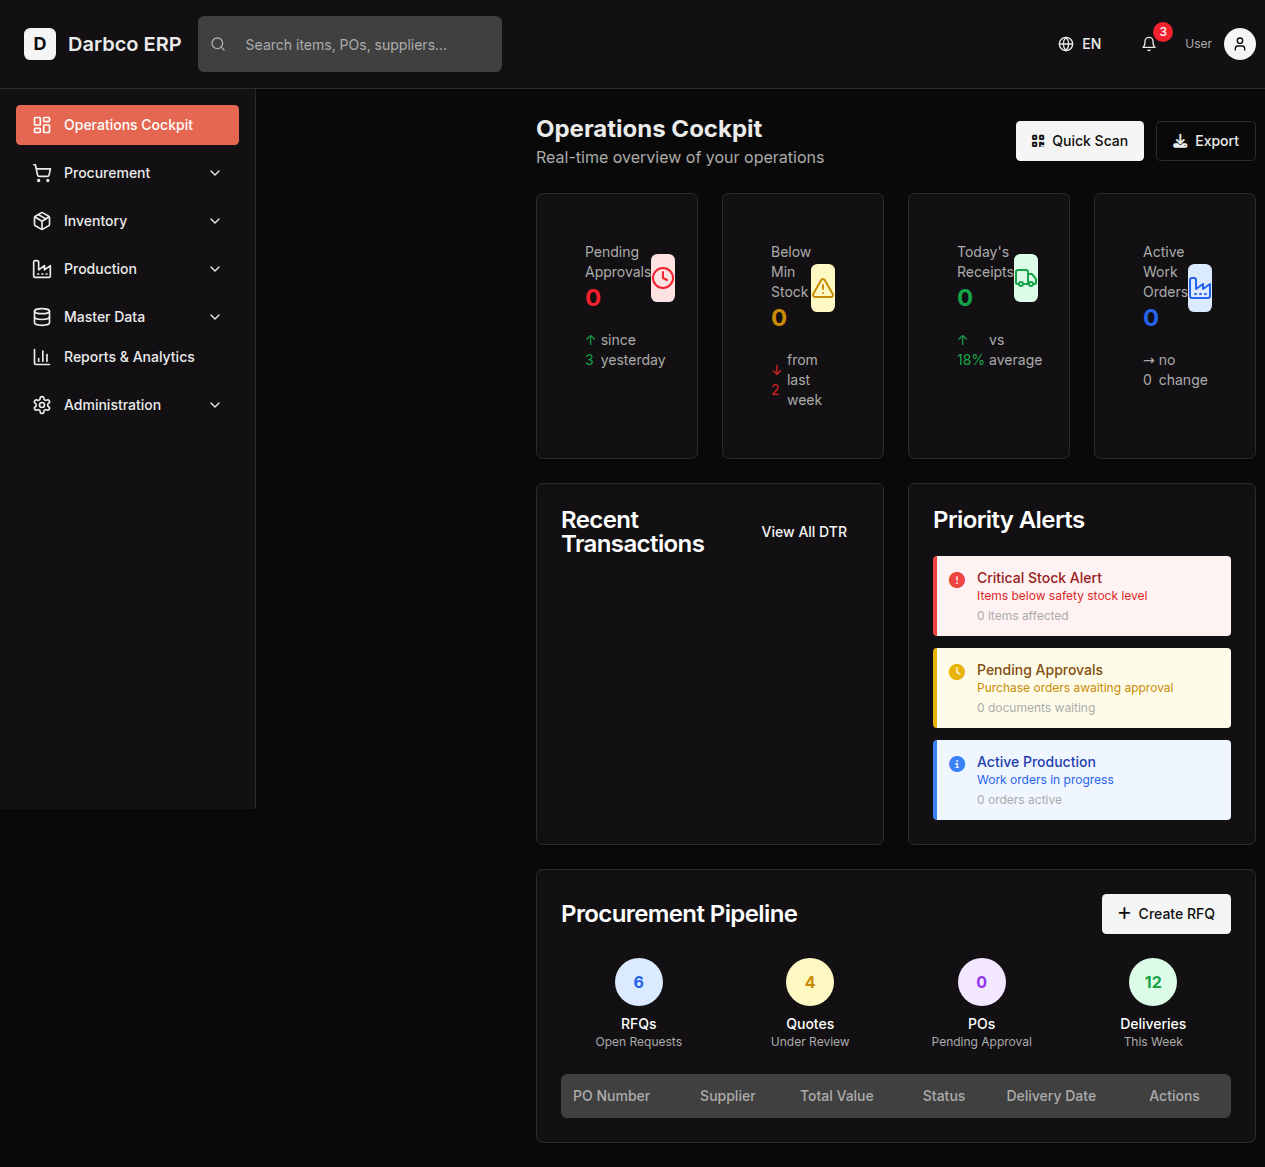 D Darbco ERP
Search items, POs, suppliers...
EN
3
User
Operations Cockpit
Procurement
Inventory
Production
Master Data
Reports & Analytics
Administration
Operations Cockpit
Real-time overview of your operations
Quick Scan
Export
Pending
Approvals
0
↑ since
3 yesterday
Below
Min
Stock
0
↓
2
from
last
week
Today's
Receipts
0
↑ vs
18% average
Active
Work
Orders
0
→ no
0 change
Recent
Transactions
View All DTR
Priority Alerts
Critical Stock Alert
Items below safety stock level
0 items affected
Pending Approvals
Purchase orders awaiting approval
0 documents waiting
Active Production
Work orders in progress
0 orders active
Procurement Pipeline
+ Create RFQ
6
RFQs
Open Requests
4
Quotes
Under Review
0
POs
Pending Approval
12
Deliveries
This Week
PO Number Supplier Total Value Status Delivery Date Actions